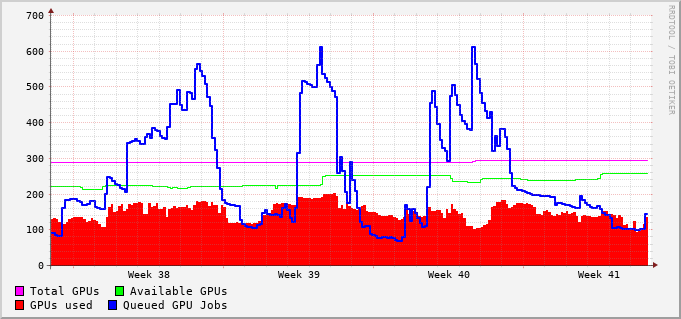 700
600
500
400
300
200
100
0
Week 38 Week 39 Week 40 Week 41
Total GPUs Available GPUs
GPUs used Queued GPU Jobs
RRDTOOL / TOBI OETIKER